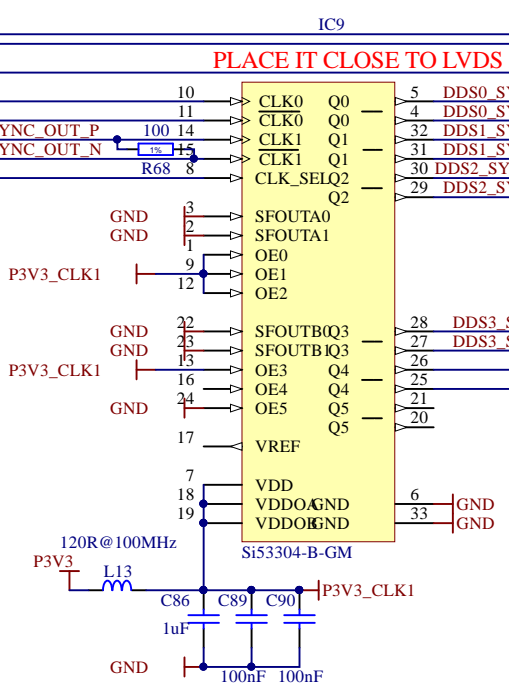 IC9
PLACE IT CLOSE TO LVDS
10 CLK0 Q0 5 DDS0_SY
11 CLK0 Q0 4 DDS0_SY
YNC_OUT_P 100 14 CLK1 Q1 32 DDS1_SY
YNC_OUT_N 1% 15 CLK1 Q1 31 DDS1_SY
R68 8 CLK_SEL Q2 30 DDS2_SY
Q2 29 DDS2_SY
GND 3 SFOUTA0
GND 2 SFOUTA1
1 OE0
P3V3_CLK1 9 OE1
12 OE2
GND 22 SFOUTB0 Q3 28 DDS3_S
GND 23 SFOUTB1 Q3 27 DDS3_S
P3V3_CLK1 13 OE3 Q4 26
16 OE4 Q4 25
GND 24 OE5 Q5 21
Q5 20
17 VREF
7 VDD
18 VDDOA GND 6 GND
19 VDDOB GND 33 GND
120R@100MHz Si53304-B-GM
P3V3 L13
C86 C89 C90 P3V3_CLK1
1uF
GND 100nF 100nF